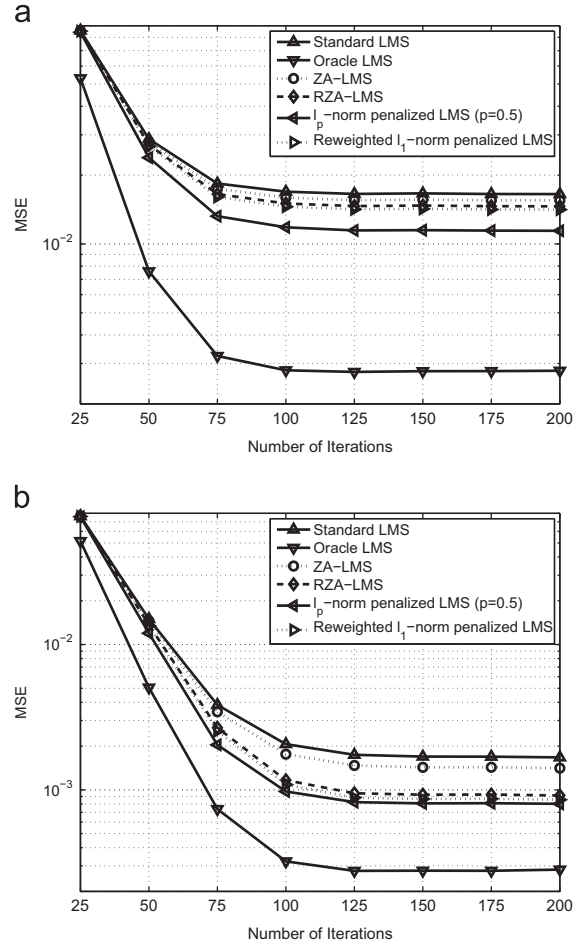 a
Standard LMS
Oracle LMS
ZA−LMS
RZA−LMS
l_p−norm penalized LMS (p=0.5)
Reweighted l_1−norm penalized LMS
MSE
10^−2
25 50 75 100 125 150 175 200
Number of Iterations
b
Standard LMS
Oracle LMS
ZA−LMS
RZA−LMS
l_p−norm penalized LMS (p=0.5)
Reweighted l_1−norm penalized LMS
10^−2
MSE
10^−3
25 50 75 100 125 150 175 200
Number of Iterations